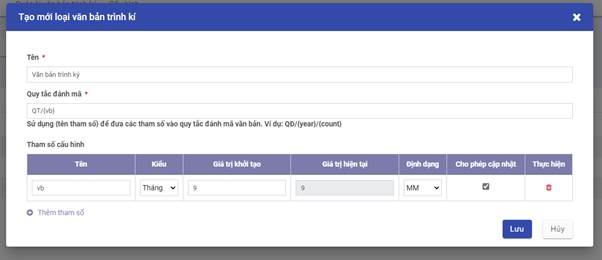 Tạo mới loại văn bản trình kí
Tên *
Văn bản trình ký
Quy tắc đánh mã *
QT/{vb}
Sử dụng {tên tham số} để đưa các tham số vào quy tắc đánh mã văn bản. Ví dụ: QĐ/{year}/{count}
Tham số cấu hình
Tên Kiểu Giá trị khởi tạo Giá trị hiện tại Định dạng Cho phép cập nhật Thực hiện
vb Tháng 9 9 MM
Thêm tham số
Lưu Hủy